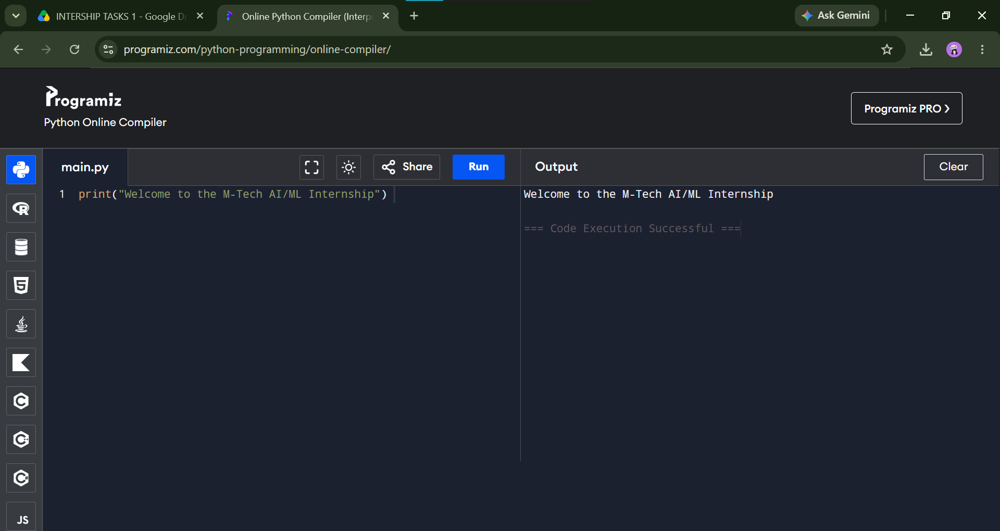 INTERSHIP TASKS 1 - Google Dr
Online Python Compiler (Interp
Ask Gemini
programiz.com/python-programming/online-compiler/
Programiz
Python Online Compiler
Programiz PRO ❯
main.py
Share
Run
Output
Clear
1 print("Welcome to the M-Tech AI/ML Internship")
Welcome to the M-Tech AI/ML Internship
=== Code Execution Successful ===
JS